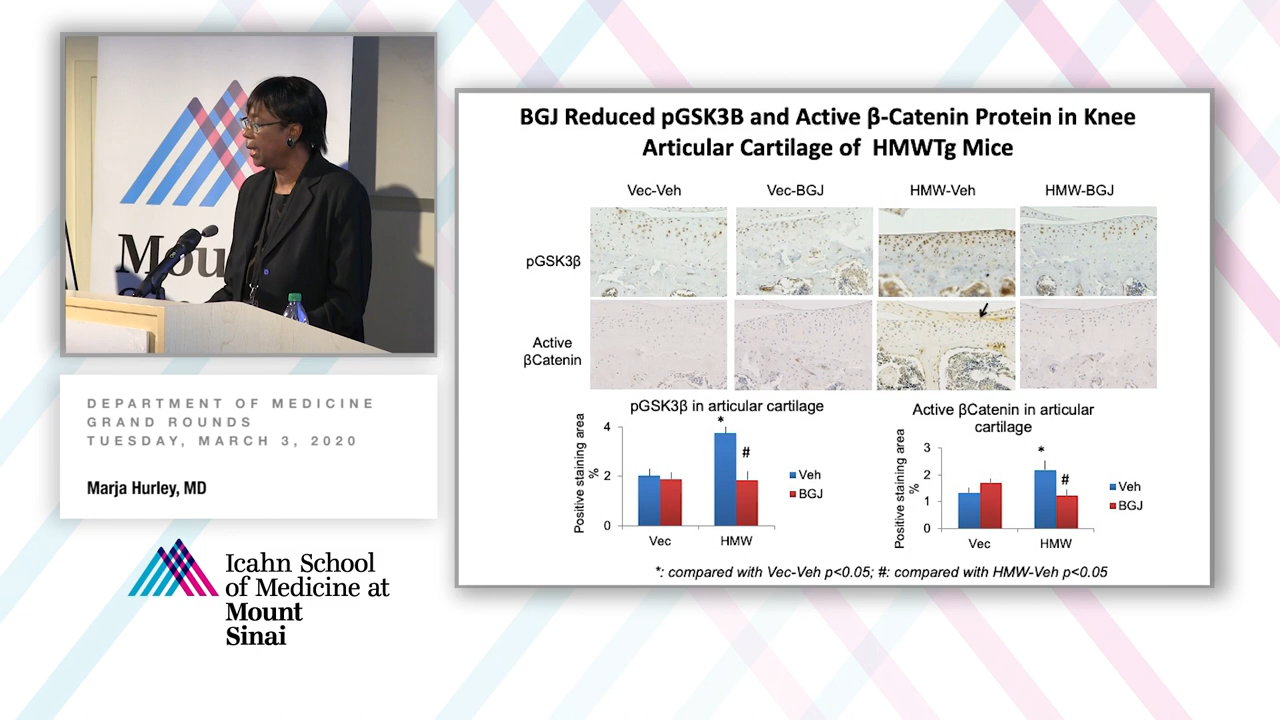 Mou
DEPARTMENT OF MEDICINE
GRAND ROUNDS
TUESDAY, MARCH 3, 2020
Marja Hurley, MD
Icahn School
of Medicine at
Mount
Sinai
BGJ Reduced pGSK3B and Active β-Catenin Protein in Knee
Articular Cartilage of HMWTg Mice
Vec-Veh Vec-BGJ HMW-Veh HMW-BGJ
pGSK3β
Active
βCatenin
pGSK3β in articular cartilage
Positive staining area
%
4
2
0
*
#
Vec HMW
Veh
BGJ
Active βCatenin in articular
cartilage
Positive staining area
%
3
2
1
0
*
#
Vec HMW
Veh
BGJ
*: compared with Vec-Veh p<0.05; #: compared with HMW-Veh p<0.05